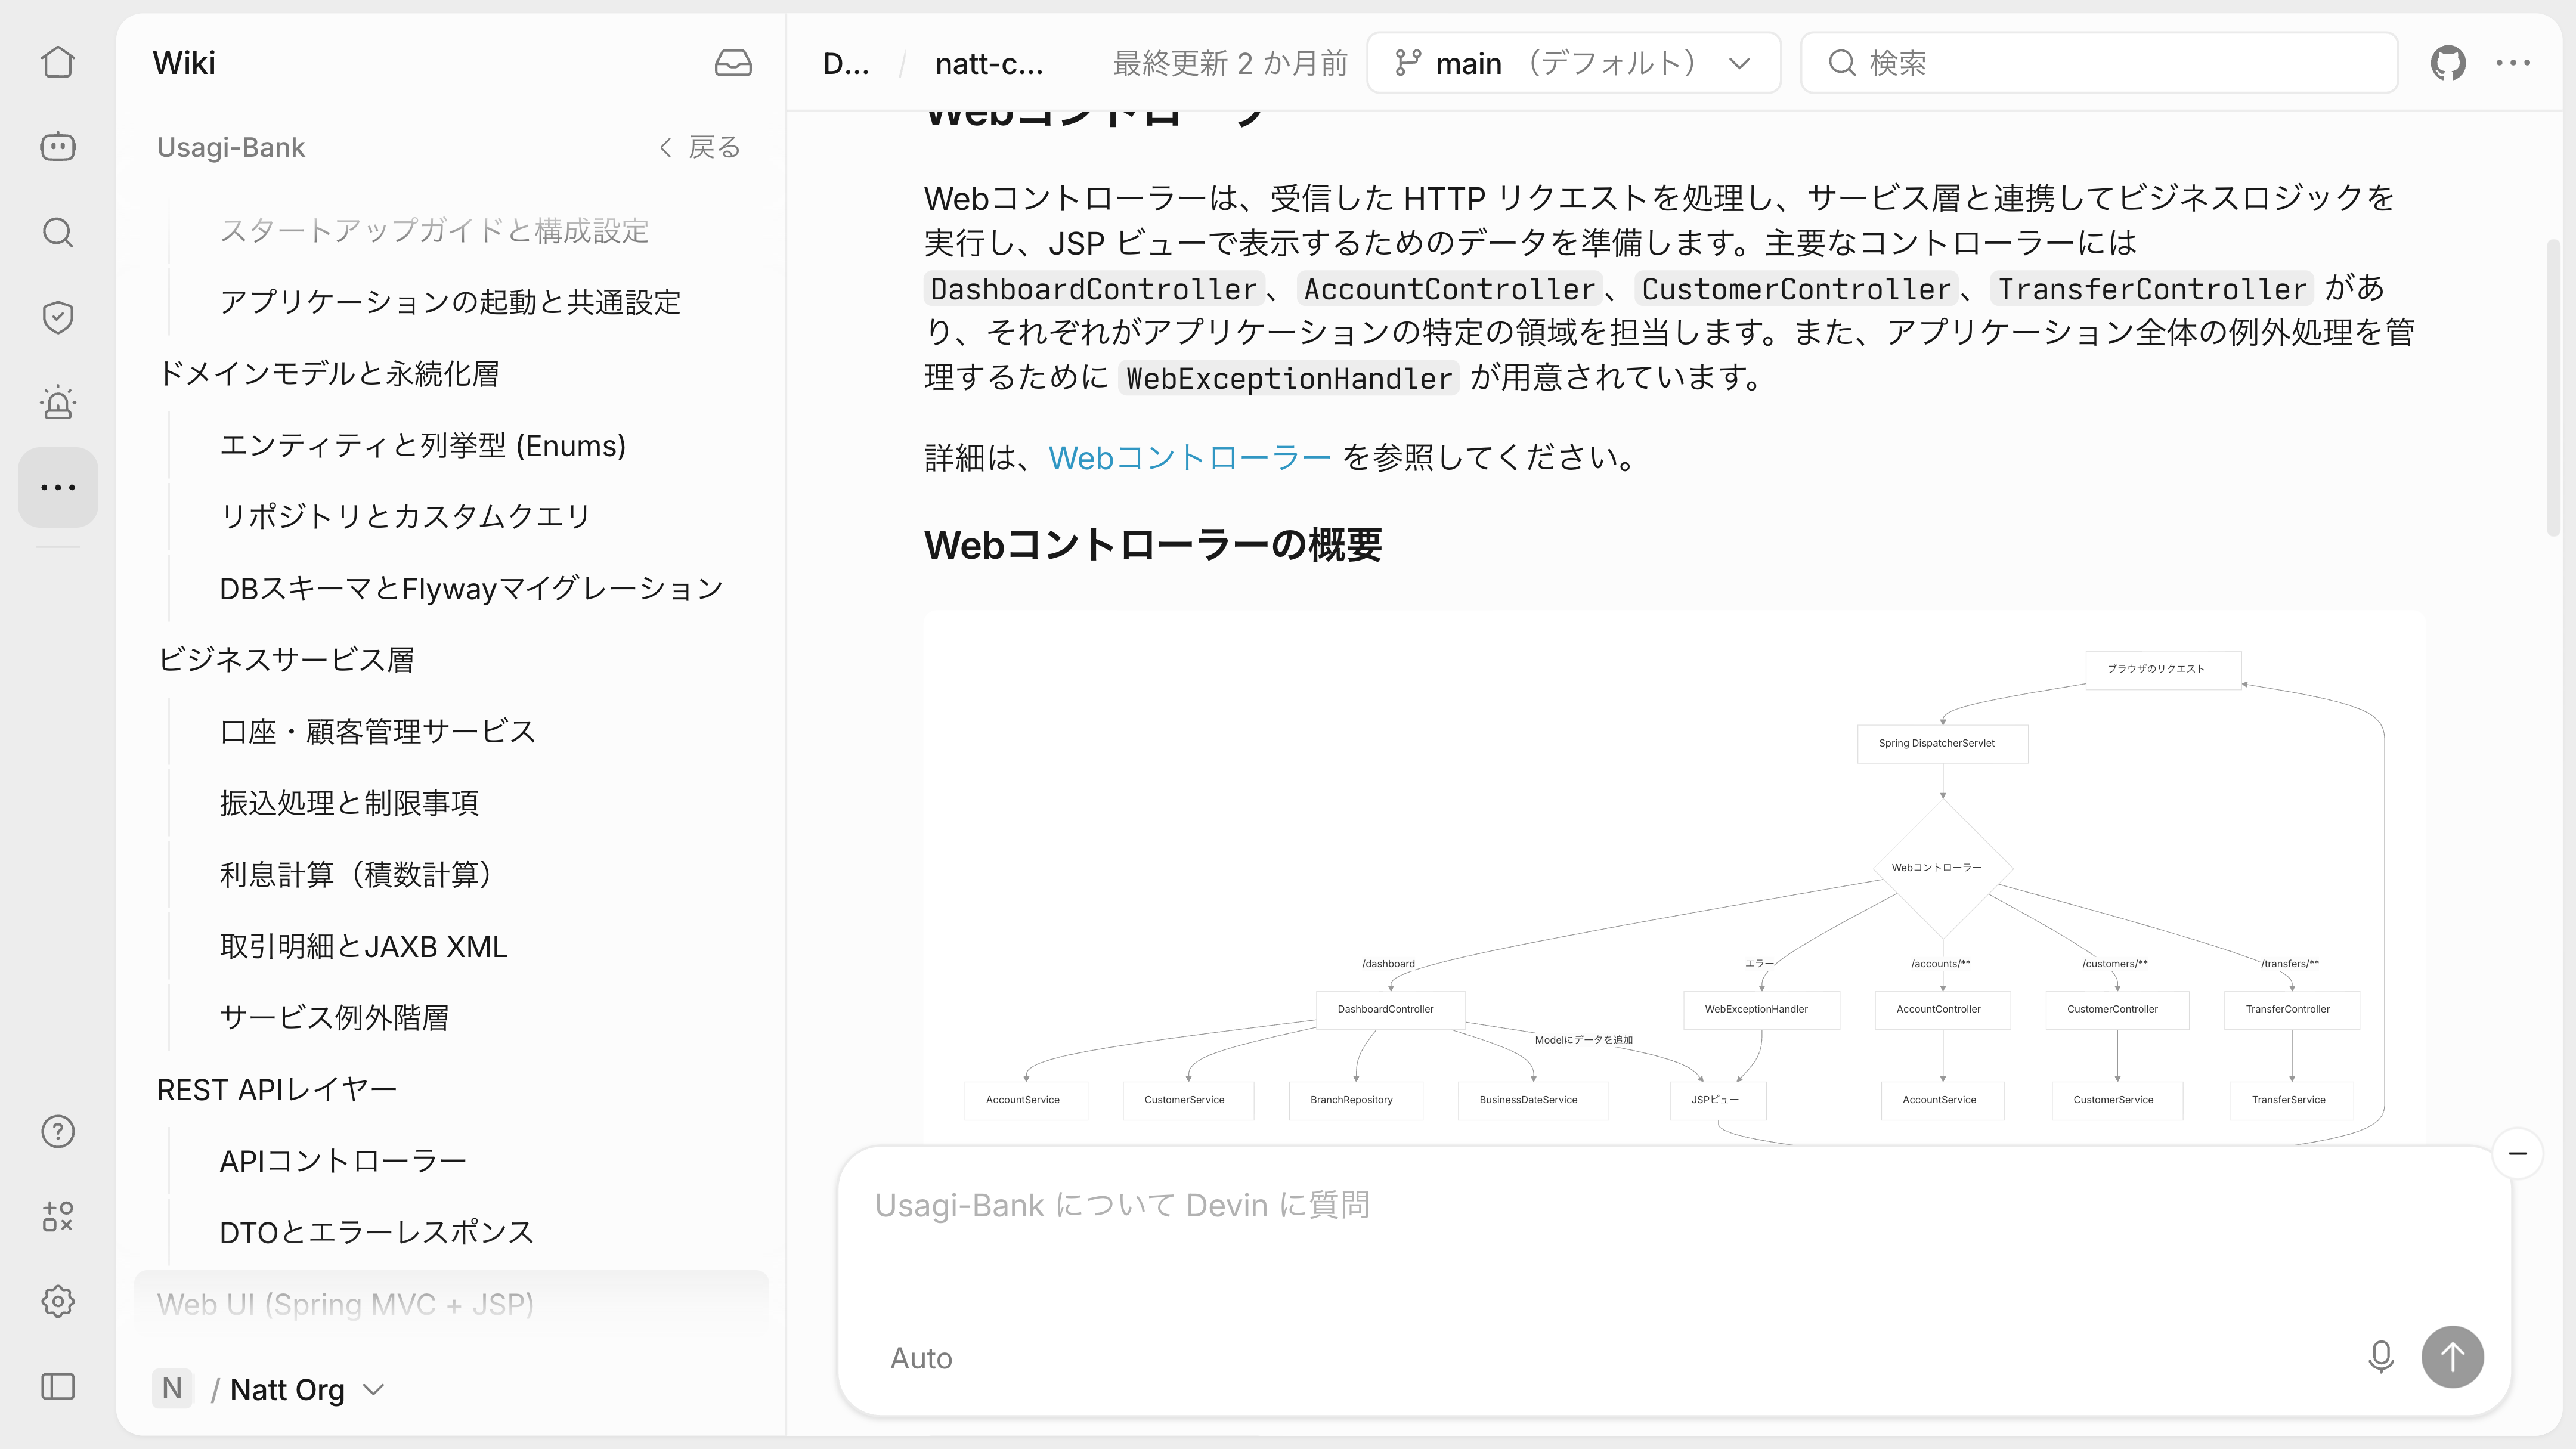 Wiki
Usagi-Bank
戻る
スタートアップガイドと構成設定
アプリケーションの起動と共通設定
ドメインモデルと永続化層
エンティティと列挙型 (Enums)
リポジトリとカスタムクエリ
DBスキーマとFlywayマイグレーション
ビジネスサービス層
口座・顧客管理サービス
振込処理と制限事項
利息計算（積数計算）
取引明細とJAXB XML
サービス例外階層
REST APIレイヤー
APIコントローラー
DTOとエラーレスポンス
Web UI (Spring MVC + JSP)
N / Natt Org
D... / natt-c...
最終更新 2 か月前
main （デフォルト）
検索
Webコントローラー
Webコントローラーは、受信した HTTP リクエストを処理し、サービス層と連携してビジネスロジックを
実行し、JSP ビューで表示するためのデータを準備します。主要なコントローラーには
DashboardController、AccountController、CustomerController、TransferController があ
り、それぞれがアプリケーションの特定の領域を担当します。また、アプリケーション全体の例外処理を管
理するために WebExceptionHandler が用意されています。
詳細は、Webコントローラー を参照してください。
Webコントローラーの概要
ブラウザのリクエスト
Spring DispatcherServlet
Webコントローラー
/dashboard
エラー
/accounts/**
/customers/**
/transfers/**
DashboardController
WebExceptionHandler
AccountController
CustomerController
TransferController
Modelにデータを追加
AccountService
CustomerService
BranchRepository
BusinessDateService
JSPビュー
AccountService
CustomerService
TransferService
Usagi-Bank について Devin に質問
Auto